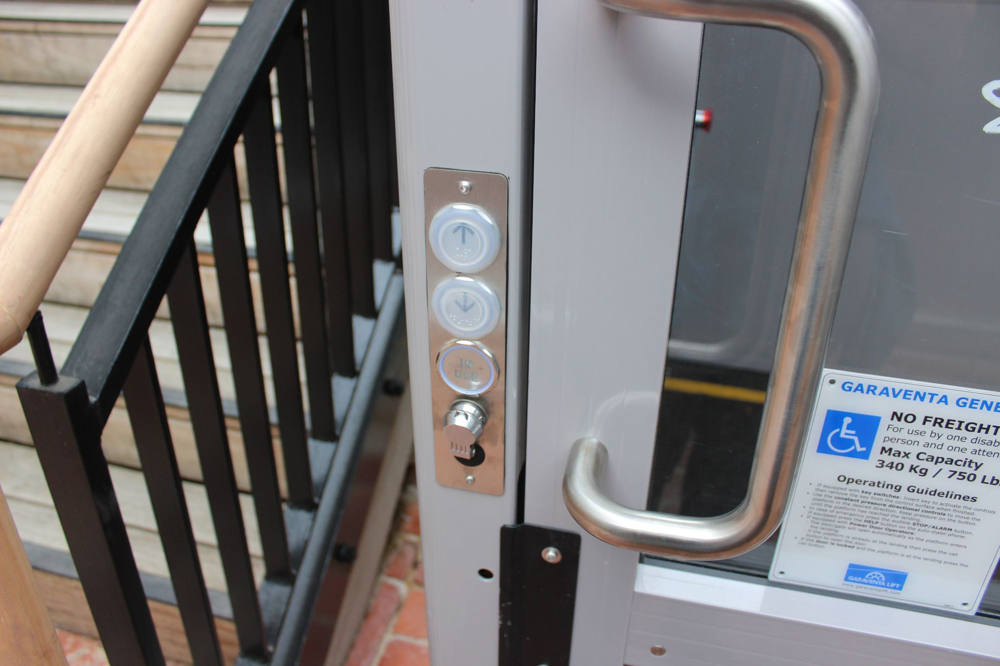 IN
USE
GARAVENTA GENE
NO FREIGHT
For use by one disab
person and one atten
Max Capacity
340 Kg / 750 Lbs
Operating Guidelines
• If equipped with key switches: Insert key to activate the controls
then remove the key from the control surface when finished.
• Use the constant pressure directional controls to move the
platform in the desired direction. Keep pressure on the button
until the platform has reached the landing.
• In case of emergency press the audible STOP/ALARM button.
If equipped press the HELP button on the auto-dialer phone.
• If equipped with Power Door Operators:
- The door/gate will open automatically as the platform enters
the landing.
- If the platform is already at the landing then press the call
button to open the door.
• If the door is locked and the platform is at the landing press the
call button.
GARAVENTA LIFT
www.garaventalift.com